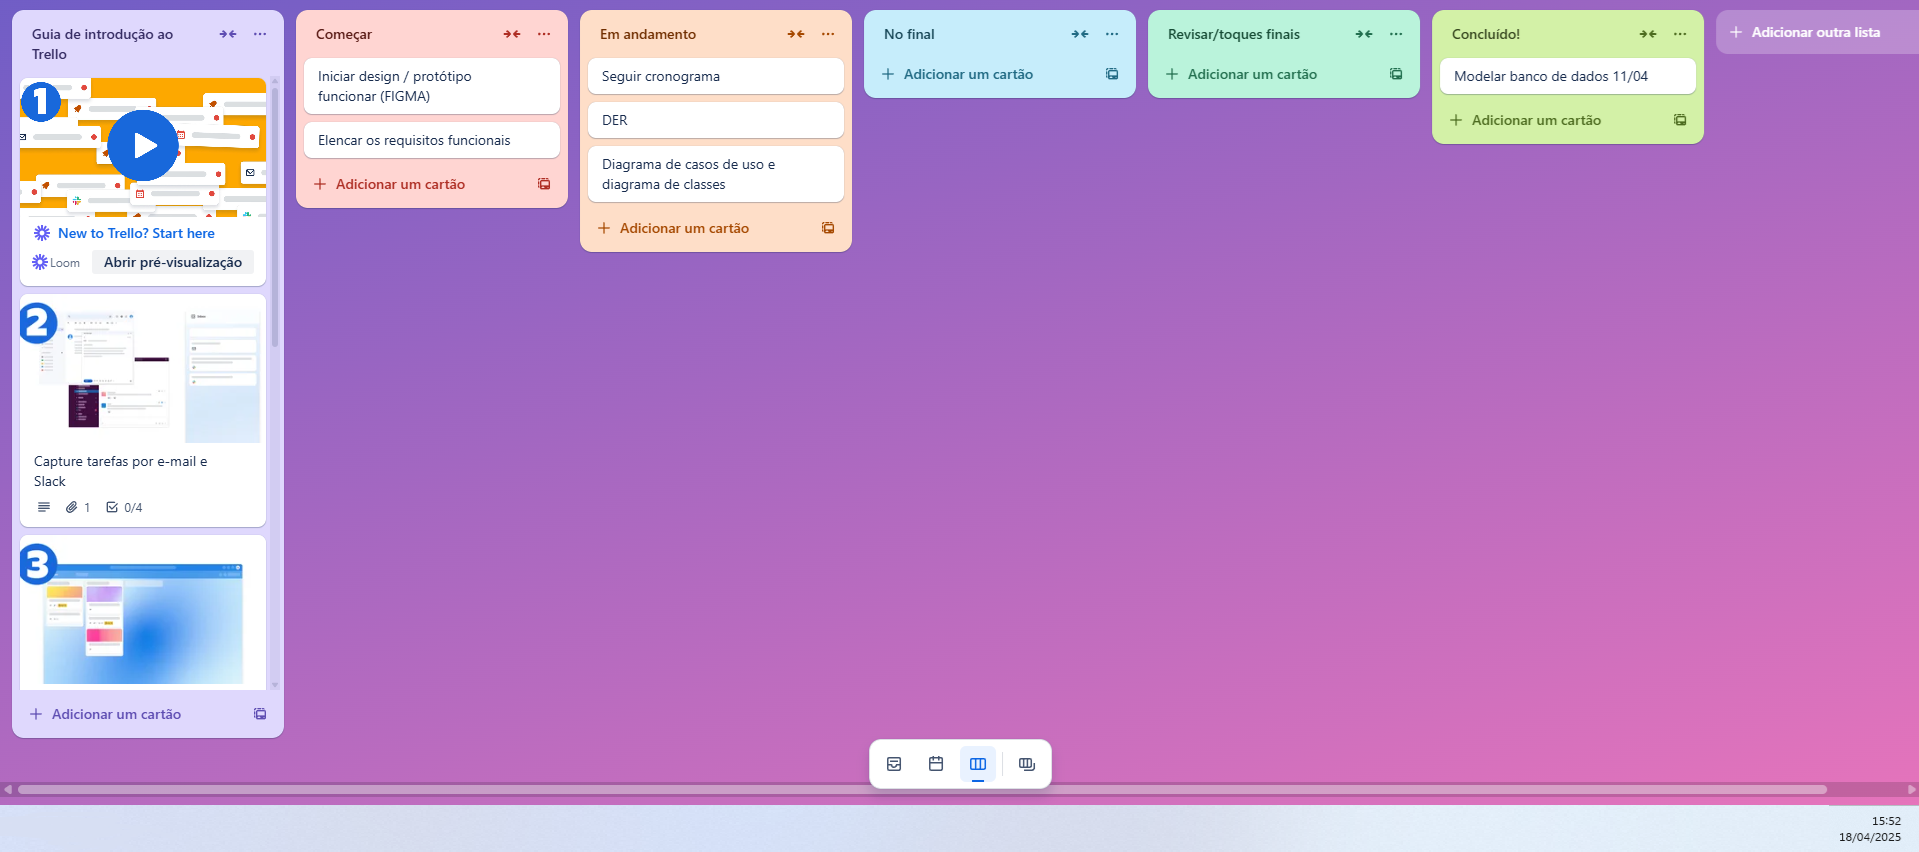 Guia de introdução ao
Trello
1
New to Trello? Start here
Loom
Abrir pré-visualização
2
Capture tarefas por e-mail e
Slack
1
0/4
3
Adicionar um cartão
Começar
Iniciar design / protótipo
funcionar (FIGMA)
Elencar os requisitos funcionais
Adicionar um cartão
Em andamento
Seguir cronograma
DER
Diagrama de casos de uso e
diagrama de classes
Adicionar um cartão
No final
Adicionar um cartão
Revisar/toques finais
Adicionar um cartão
Concluído!
Modelar banco de dados 11/04
Adicionar um cartão
Adicionar outra lista
15:52
18/04/2025